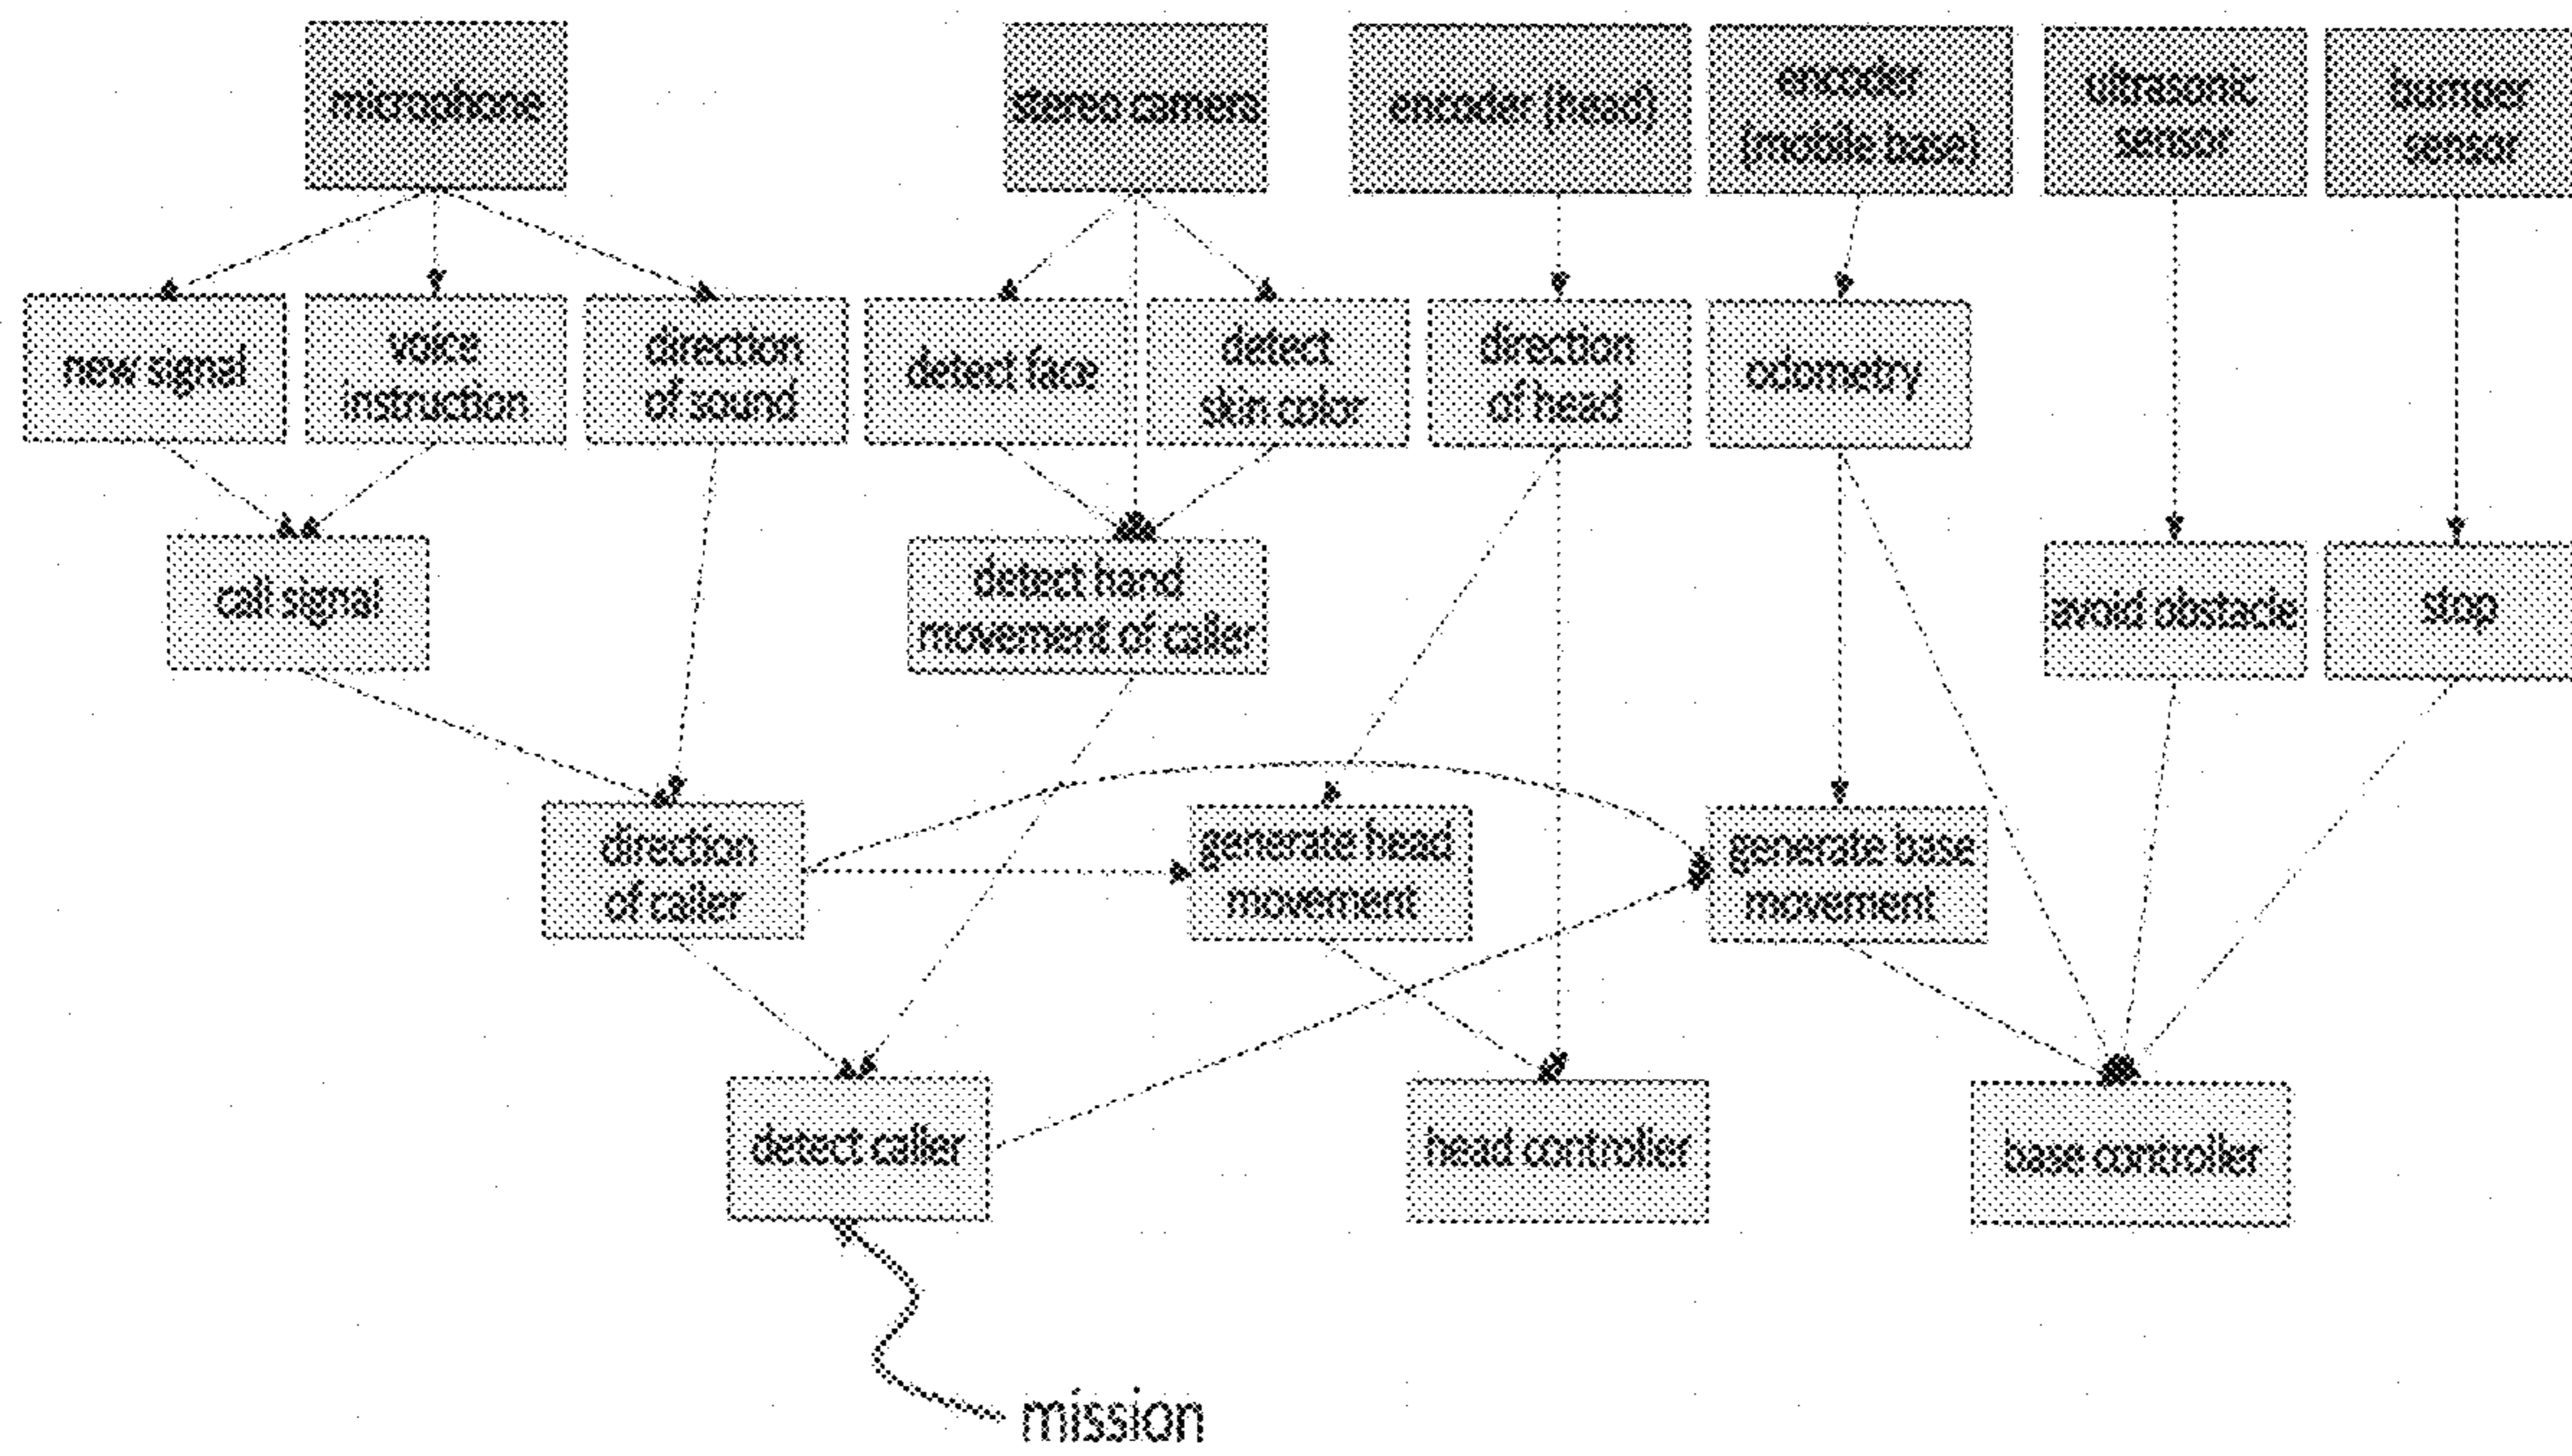 microphone
stereo camera
encoder (head)
encoder
(mobile base)
ultrasonic
sensor
bumper
sensor
new signal
voice
instruction
direction
of sound
detect face
detect
skin color
direction
of head
odometry
call signal
detect hand
movement of caller
avoid obstacle
stop
direction
of caller
generate head
movement
generate base
movement
detect caller
head controller
base controller
mission